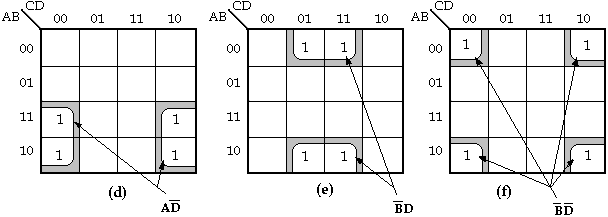 CD CD CD
AB 00 01 11 10 AB 00 01 11 10 AB 00 01 11 10
00 00 1 1 00 1 1
01 01 01
11 1 1 11 11
10 1 1 10 1 1 10 1 1
(d) (e) (f)
AD̅ B̅D B̅D̅